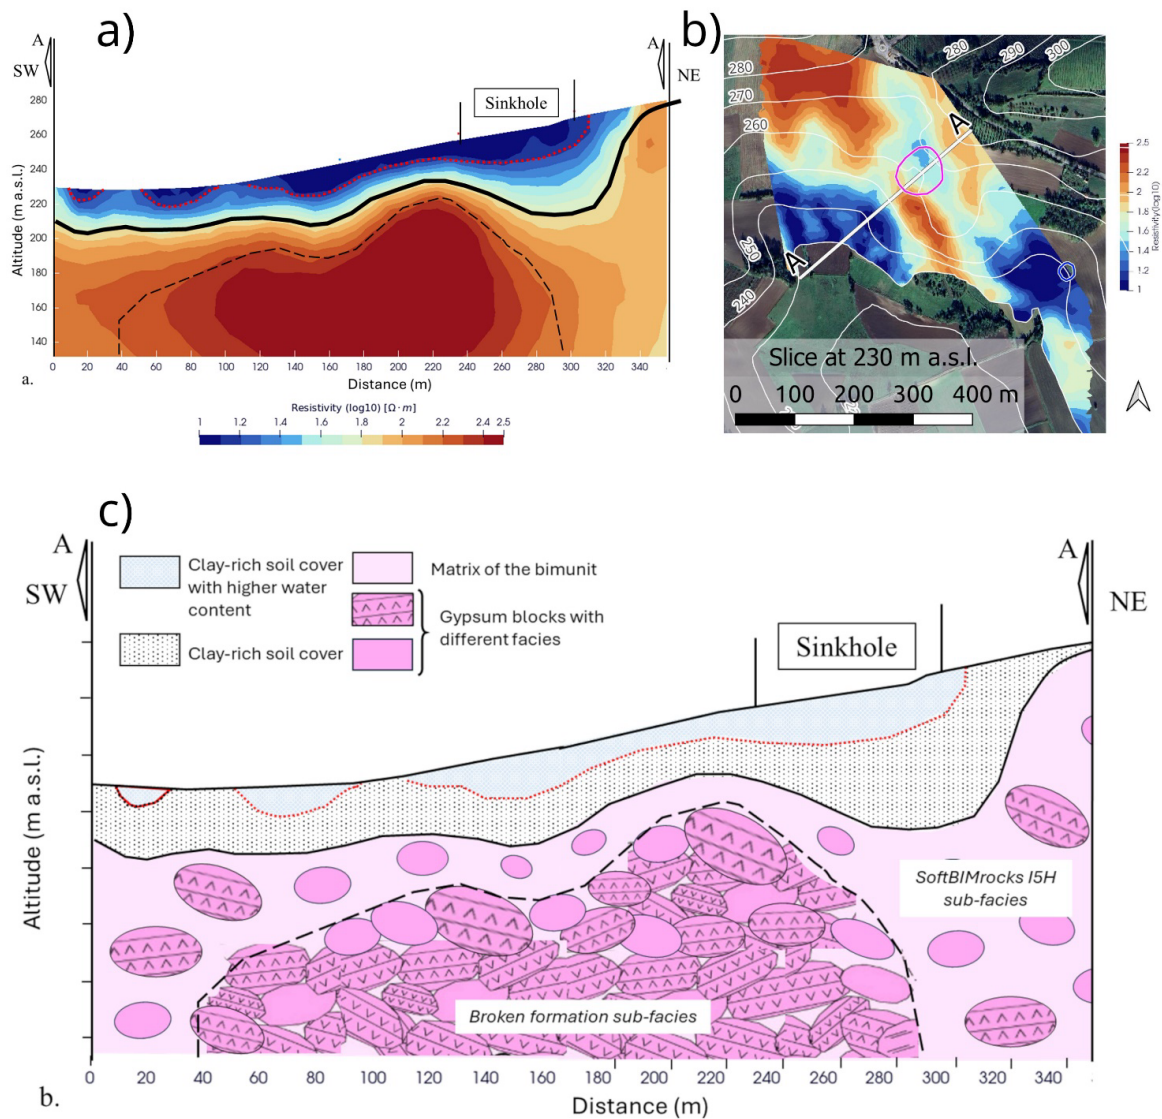 a)
A
SW
A
NE
Sinkhole
280
260
240
220
200
180
160
140
Altitude (m a.s.l.)
0 20 40 60 80 100 120 140 160 180 200 220 240 260 280 300 320 340
Distance (m)
a.
Resistivity (log10) [Ω·m]
1 1.2 1.4 1.6 1.8 2 2.2 2.4 2.5
b)
280
290
300
280
270
260
250
240
A
A
2.5
2.4
2.2
2
1.8
1.6
1.4
1.2
1
Resistivity(log10)
Slice at 230 m a.s.l.
0 100 200 300 400 m
c)
A
SW
A
NE
Clay-rich soil cover
with higher water
content
Clay-rich soil cover
Matrix of the bimunit
Gypsum blocks with
different facies
Sinkhole
Altitude (m a.s.l.)
SoftBIMrocks I5H
sub-facies
Broken formation sub-facies
0 20 40 60 80 100 120 140 160 180 200 220 240 260 280 300 320 340
Distance (m)
b.